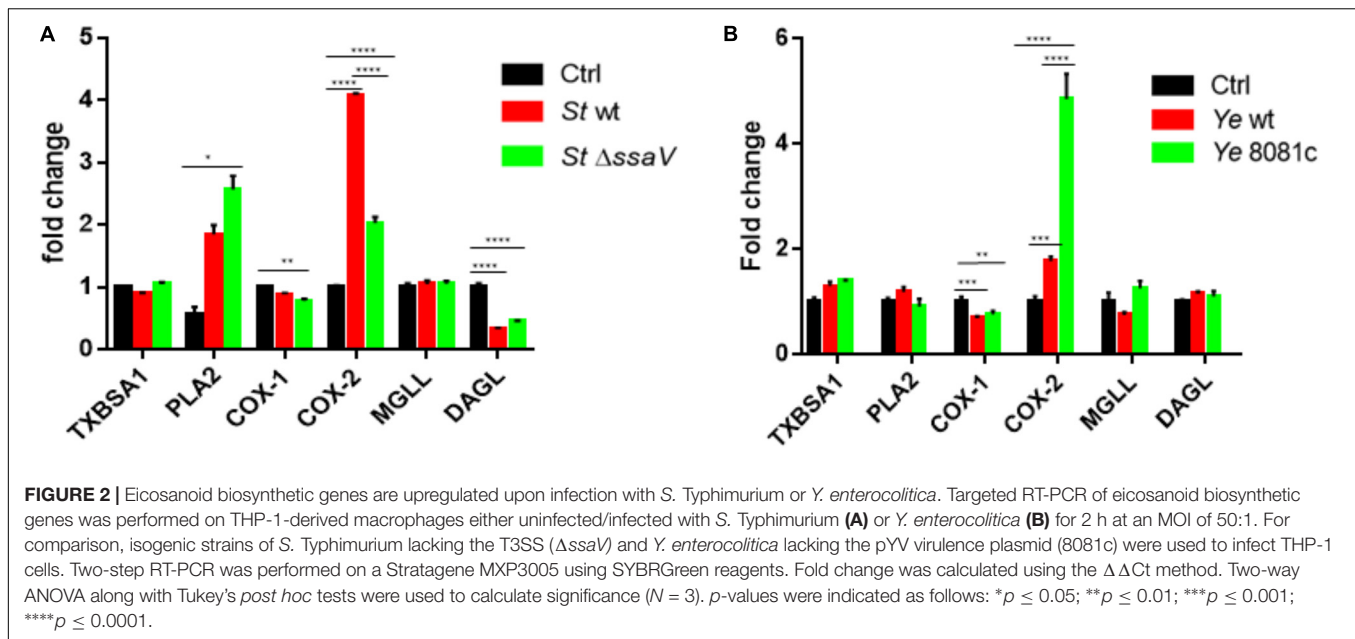 A
fold change
5
4
3
2
1
0
****
****
****
*
**
****
****
Ctrl
St wt
St ΔssaV
TXBSA1
PLA2
COX-1
COX-2
MGLL
DAGL
B
Fold change
6
4
2
0
****
****
***
**
***
Ctrl
Ye wt
Ye 8081c
TXBSA1
PLA2
COX-1
COX-2
MGLL
DAGL
FIGURE 2 | Eicosanoid biosynthetic genes are upregulated upon infection with S. Typhimurium or Y. enterocolitica. Targeted RT-PCR of eicosanoid biosynthetic
genes was performed on THP-1-derived macrophages either uninfected/infected with S. Typhimurium (A) or Y. enterocolitica (B) for 2 h at an MOI of 50:1. For
comparison, isogenic strains of S. Typhimurium lacking the T3SS (ΔssaV) and Y. enterocolitica lacking the pYV virulence plasmid (8081c) were used to infect THP-1
cells. Two-step RT-PCR was performed on a Stratagene MXP3005 using SYBRGreen reagents. Fold change was calculated using the ΔΔCt method. Two-way
ANOVA along with Tukey's post hoc tests were used to calculate significance (N = 3). p-values were indicated as follows: *p ≤ 0.05; **p ≤ 0.01; ***p ≤ 0.001;
****p ≤ 0.0001.